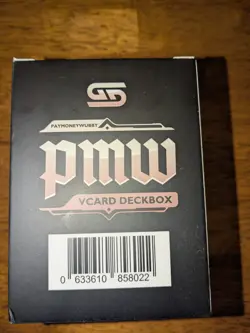 PAYMONEYWUBBY
pmw
VCARD DECKBOX
0 633610 858022